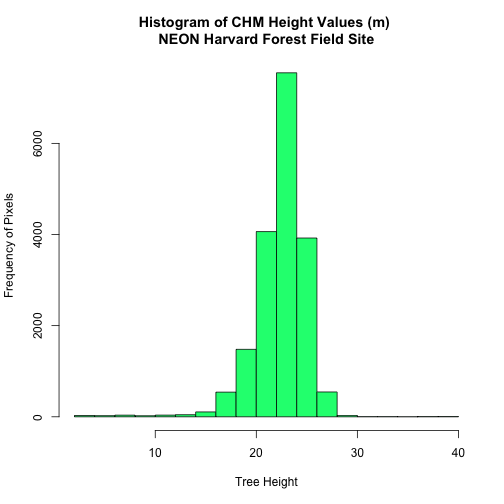 Histogram of CHM Height Values (m)
NEON Harvard Forest Field Site
Frequency of Pixels
6000
4000
2000
0
10 20 30 40
Tree Height